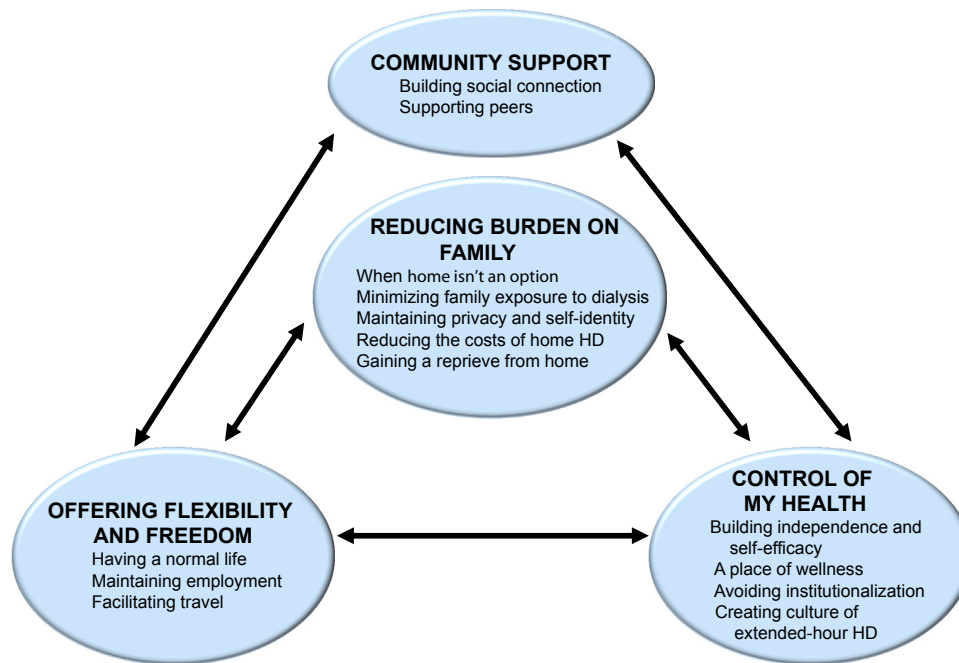 COMMUNITY SUPPORT
Building social connection
Supporting peers
REDUCING BURDEN ON
FAMILY
When home isn't an option
Minimizing family exposure to dialysis
Maintaining privacy and self-identity
Reducing the costs of home HD
Gaining a reprieve from home
OFFERING FLEXIBILITY
AND FREEDOM
Having a normal life
Maintaining employment
Facilitating travel
CONTROL OF
MY HEALTH
Building independence and
self-efficacy
A place of wellness
Avoiding institutionalization
Creating culture of
extended-hour HD